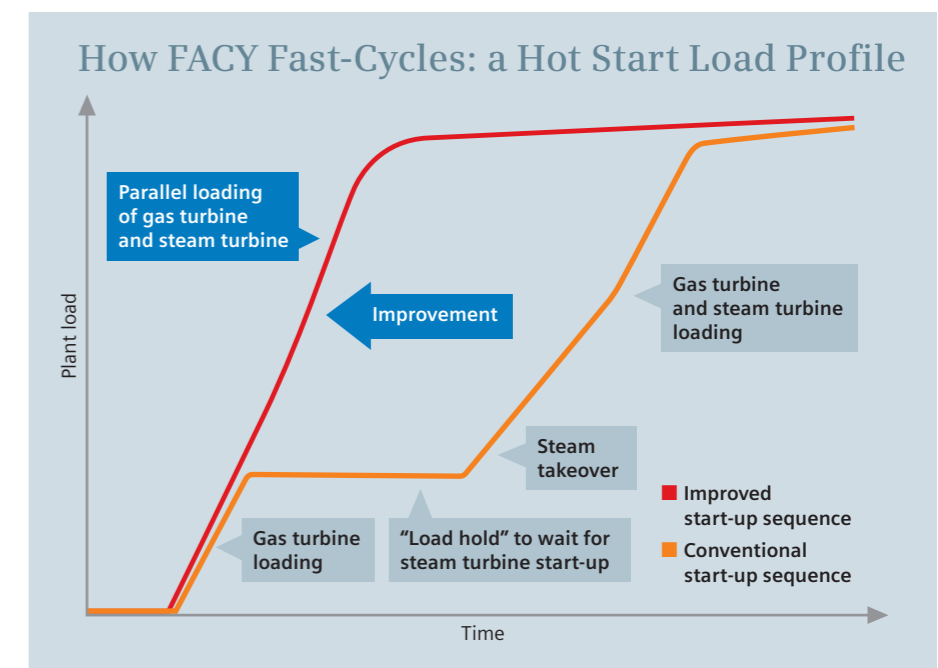 How FACY Fast-Cycles: a Hot Start Load Profile
Parallel loading
of gas turbine
and steam turbine
Improvement
Gas turbine
and steam turbine
loading
Plant load
Steam
takeover
Gas turbine
loading
“Load hold” to wait for
steam turbine start-up
Improved
start-up sequence
Conventional
start-up sequence
Time